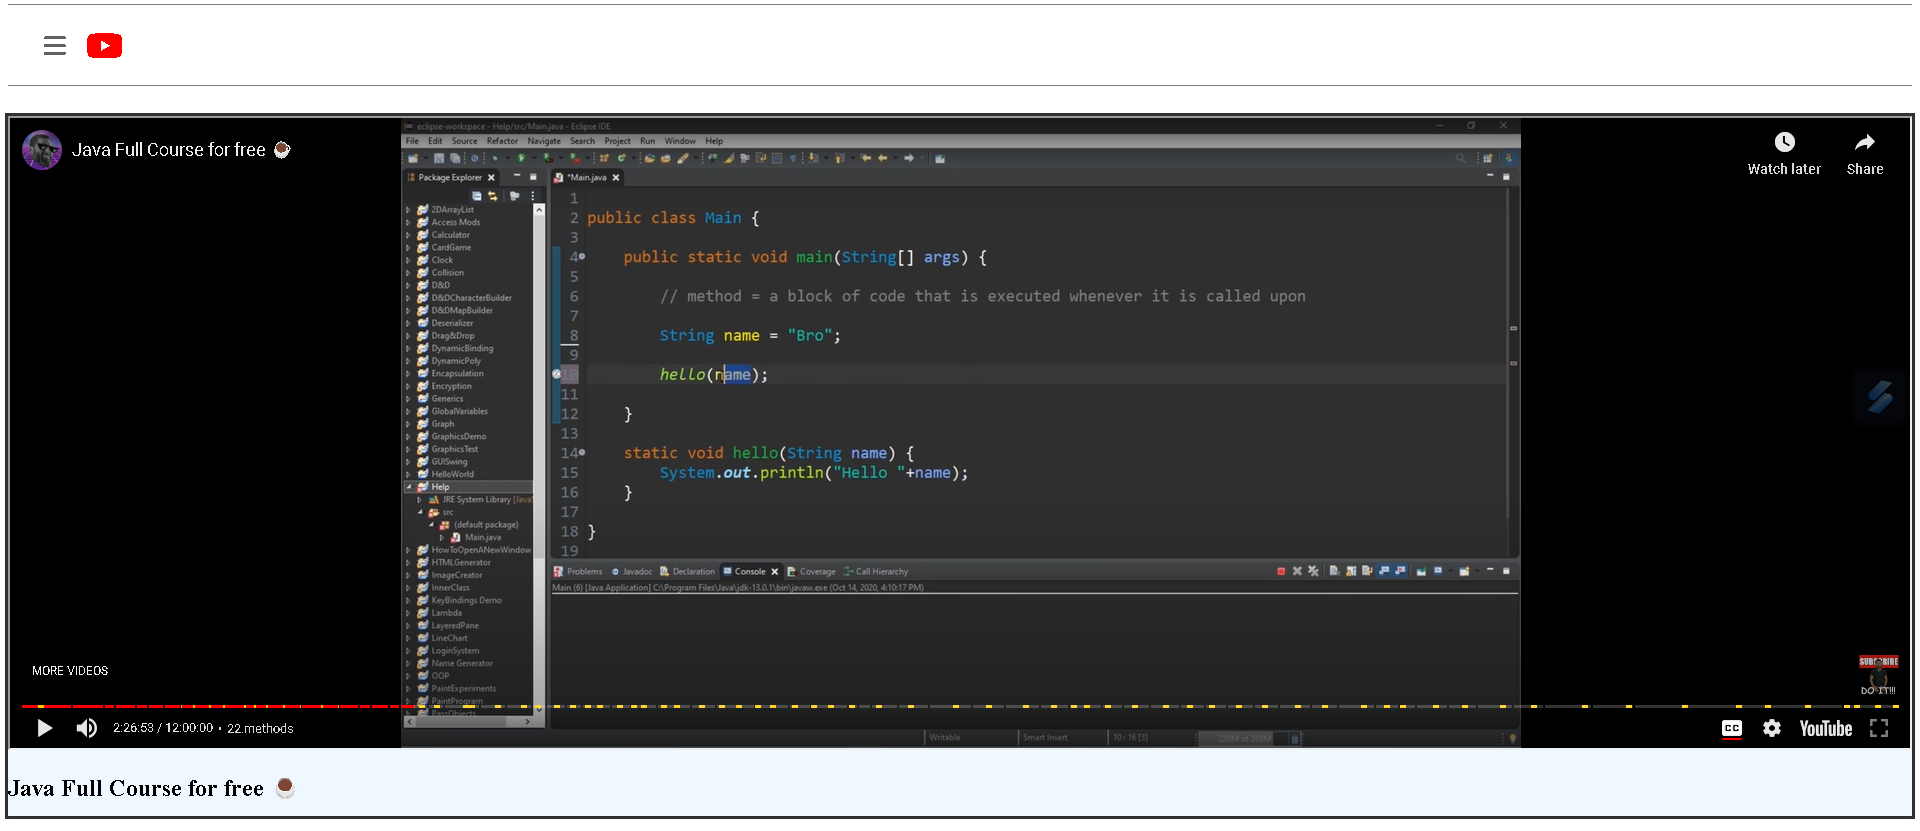 Java Full Course for free
Watch later
Share
eclipse-workspace - Help/src/Main.java - Eclipse IDE
File Edit Source Refactor Navigate Search Project Run Window Help
Package Explorer
*Main.java
2DArrayList
Access Mods
Calculator
CardGame
Clock
Collision
D&D
D&DCharacterBuilder
D&DMapBuilder
Deserializer
Drag&Drop
DynamicBinding
DynamicPoly
Encapsulation
Encryption
Generics
GlobalVariables
Graph
GraphicsDemo
GraphicsTest
GUISwing
HelloWorld
Help
JRE System Library [Java
src
(default package)
Main.java
HowToOpenANewWindow
HTMLGenerator
ImageCreator
InnerClass
KeyBindings Demo
Lambda
LayeredPane
LineChart
LoginSystem
Name Generator
OOP
PaintExperiments
PaintProgram
PassObjects
1
2 public class Main {
3
4 public static void main(String[] args) {
5
6 // method = a block of code that is executed whenever it is called upon
7
8 String name = "Bro";
9
10 hello(name);
11
12 }
13
14 static void hello(String name) {
15 System.out.println("Hello "+name);
16 }
17
18 }
19
Problems Javadoc Declaration Console Coverage Call Hierarchy
Main (6) [Java Application] C:\Program Files\Java\jdk-13.0.1\bin\javaw.exe (Oct 14, 2020, 4:10:17 PM)
Writable Smart Insert 10 : 16 [3] 220M of 268M
MORE VIDEOS
SUBSCRIBE
DO IT!!!
2:26:53 / 12:00:00 • 22.methods
CC
YouTube
Java Full Course for free